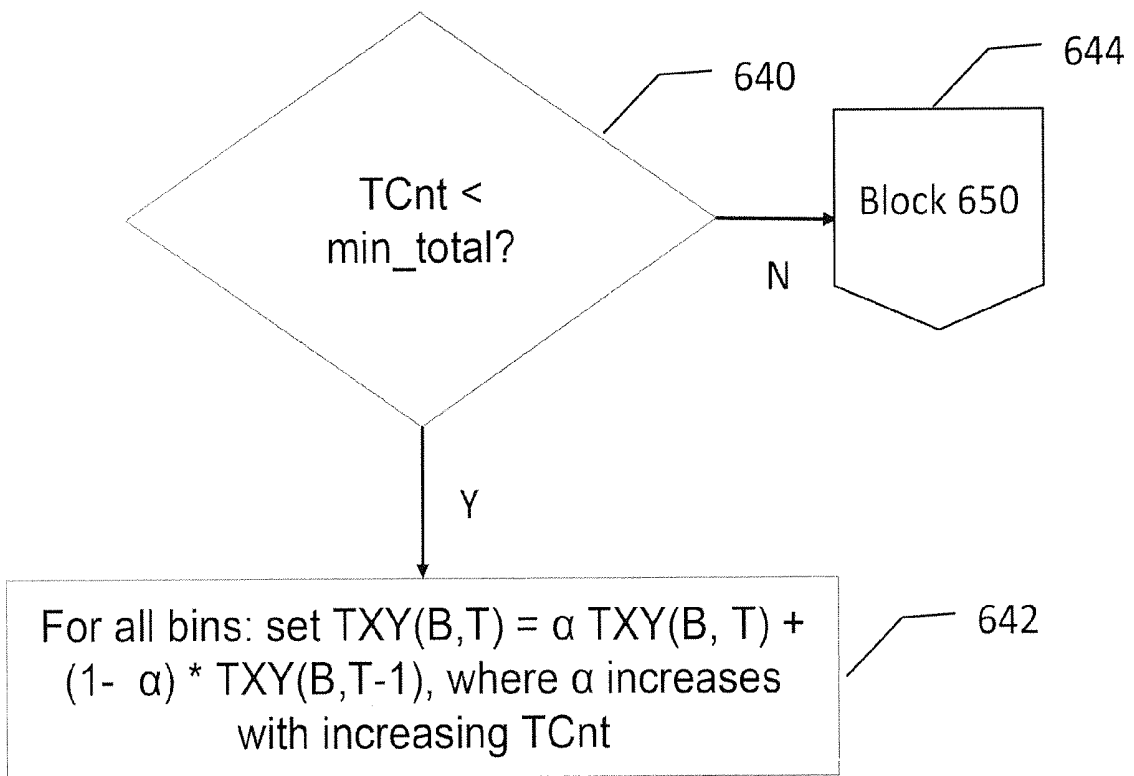 640
644
TCnt <
min_total?
Block 650
N
Y
For all bins: set TXY(B,T) = α TXY(B, T) +
(1- α) * TXY(B,T-1), where α increases
with increasing TCnt
642